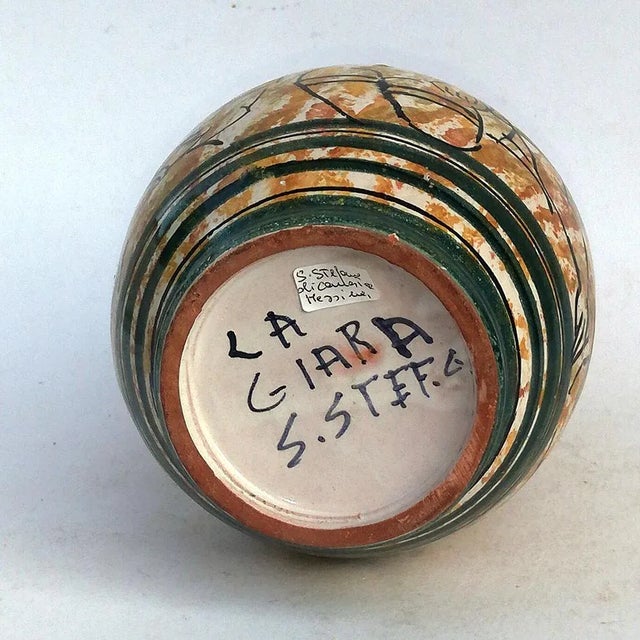 S. Stefano
di Camastra
Messina
LA
GIARA
S. STEF. C.